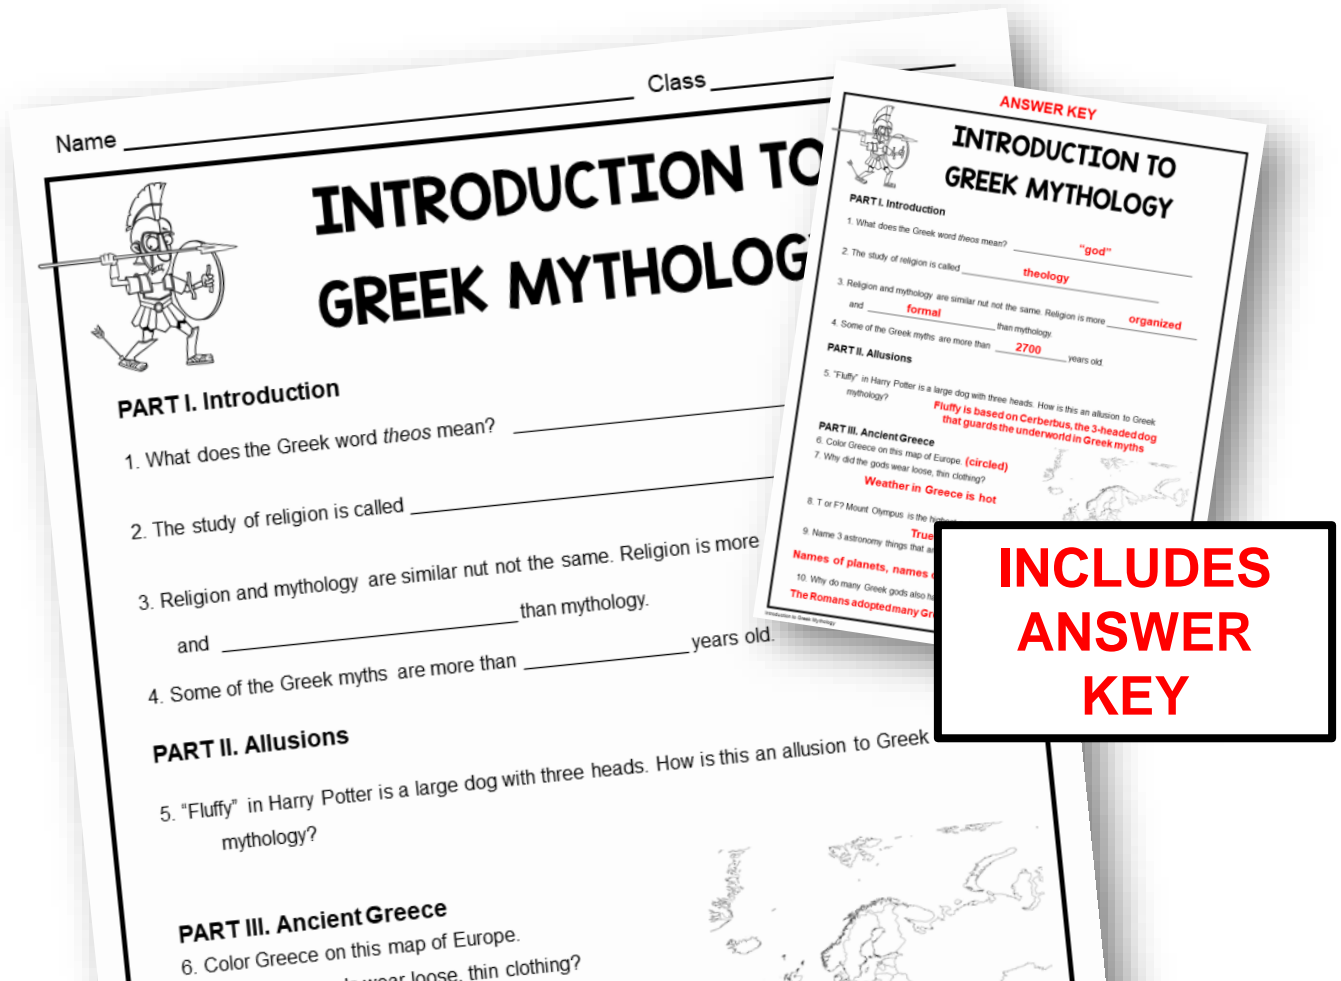 Name
Class
INTRODUCTION TO
GREEK MYTHOLOG
PART I. Introduction
1. What does the Greek word theos mean?
2. The study of religion is called
3. Religion and mythology are similar nut not the same. Religion is more
and than mythology.
4. Some of the Greek myths are more than years old.
PART II. Allusions
5. “Fluffy” in Harry Potter is a large dog with three heads. How is this an allusion to Greek
mythology?
PART III. Ancient Greece
6. Color Greece on this map of Europe.
wear loose, thin clothing?
ANSWER KEY
INTRODUCTION TO
GREEK MYTHOLOGY
PART I. Introduction
1. What does the Greek word theos mean? “god”
2. The study of religion is called theology
3. Religion and mythology are similar nut not the same. Religion is more organized
and formal than mythology.
4. Some of the Greek myths are more than 2700 years old.
PART II. Allusions
5. “Fluffy” in Harry Potter is a large dog with three heads. How is this an allusion to Greek
mythology? Fluffy is based on Cerberbus, the 3-headed dog
that guards the underworld in Greek myths
PART III. Ancient Greece
6. Color Greece on this map of Europe. (circled)
7. Why did the gods wear loose, thin clothing?
Weather in Greece is hot
8. T or F? Mount Olympus is the
True
9. Name 3 astronomy things that
Names of planets, names
10. Why do many Greek gods also
The Romans adopted many
Introduction to Greek Mythology
INCLUDES
ANSWER
KEY